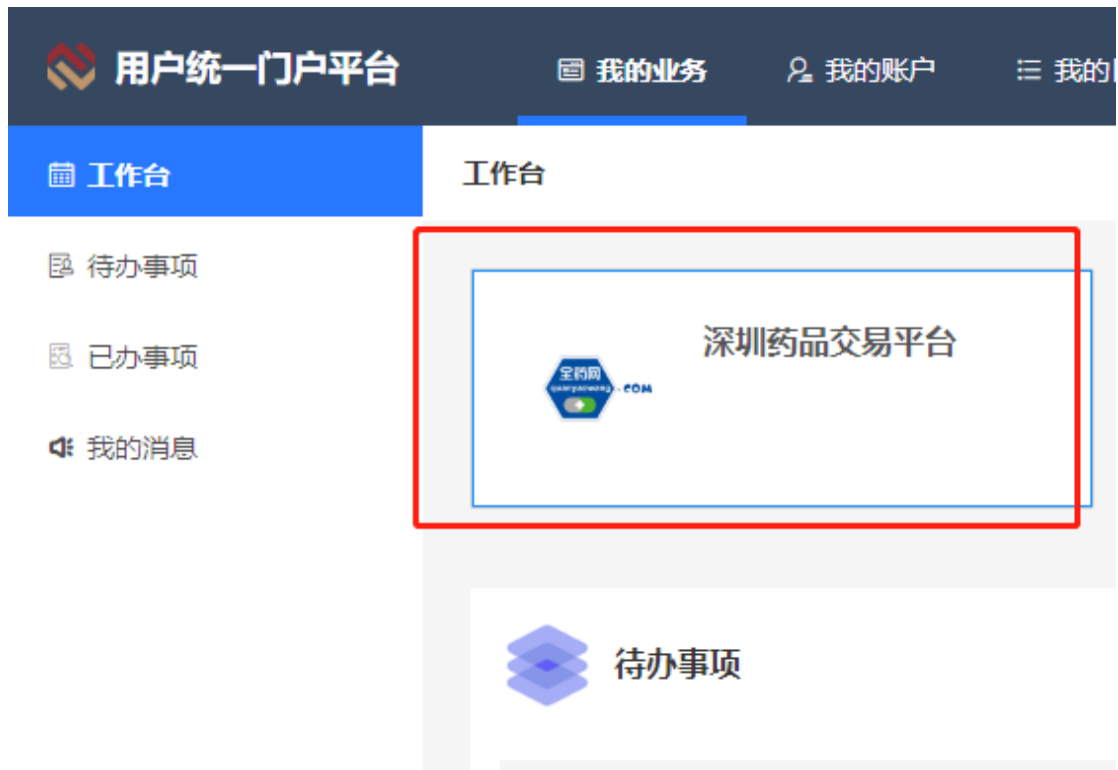 用户统一门户平台
我的业务
我的账户
我的
工作台
待办事项
已办事项
我的消息
工作台
深圳药品交易平台
全药网
quanyaowang
.COM
待办事项